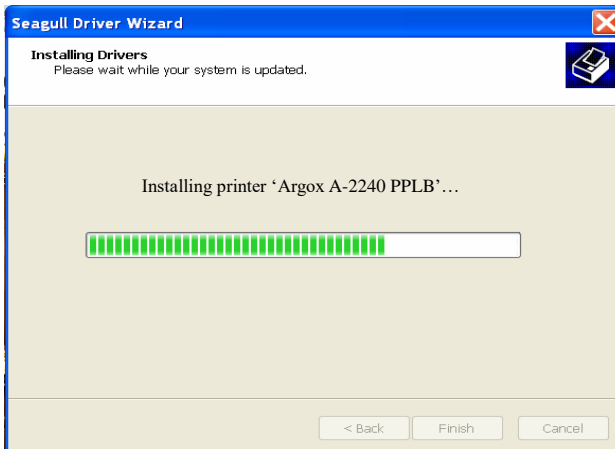 Seagull Driver Wizard
Installing Drivers
Please wait while your system is updated.
Installing printer ‘Argox A-2240 PPLB’…
< Back
Finish
Cancel